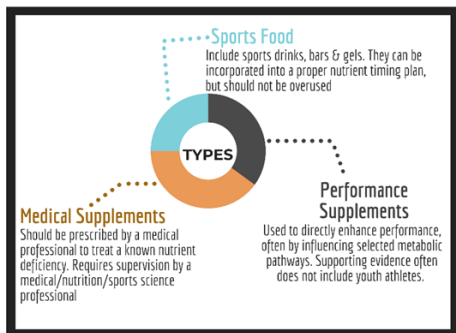 Sports Food
Include sports drinks, bars & gels. They can be
incorporated into a proper nutrient timing plan,
but should not be overused
TYPES
Medical Supplements
Should be prescribed by a medical
professional to treat a known nutrient
deficiency. Requires supervision by a
medical/nutrition/sports science
professional
Performance
Supplements
Used to directly enhance performance,
often by influencing selected metabolic
pathways. Supporting evidence often
does not include youth athletes.